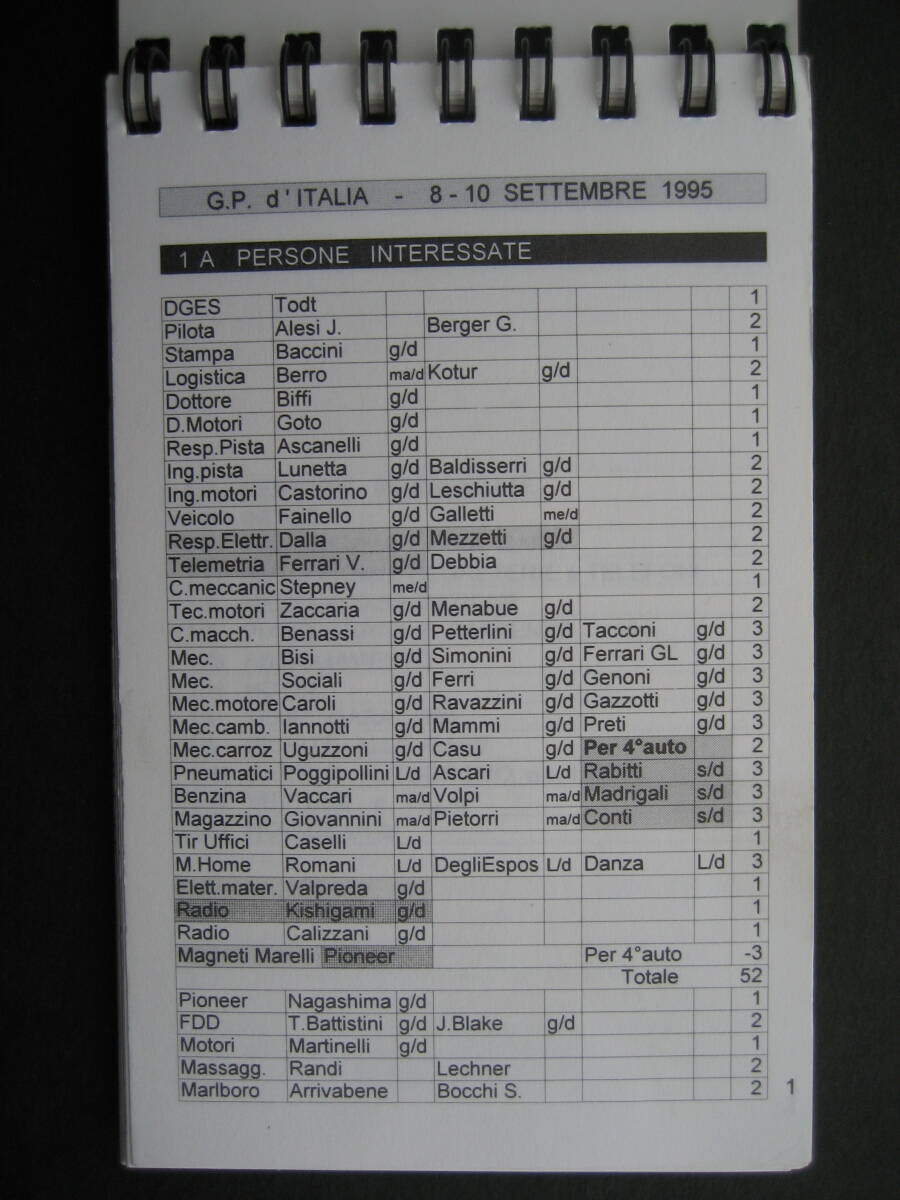 G.P. d'ITALIA - 8 - 10 SETTEMBRE 1995
1 A PERSONE INTERESSATE
DGES Todt 1
Pilota Alesi J. Berger G. 2
Stampa Baccini g/d 1
Logistica Berro ma/d Kotur g/d 2
Dottore Biffi g/d 1
D.Motori Goto g/d 1
Resp.Pista Ascanelli g/d 1
Ing.pista Lunetta g/d Baldisserri g/d 2
Ing.motori Castorino g/d Leschiutta g/d 2
Veicolo Fainello g/d Galletti me/d 2
Resp.Elettr. Dalla g/d Mezzetti g/d 2
Telemetria Ferrari V. g/d Debbia 2
C.meccanic Stepney me/d 1
Tec.motori Zaccaria g/d Menabue g/d 2
C.macch. Benassi g/d Petterlini g/d Tacconi g/d 3
Mec. Bisi g/d Simonini g/d Ferrari GL g/d 3
Mec. Sociali g/d Ferri g/d Genoni g/d 3
Mec.motore Caroli g/d Ravazzini g/d Gazzotti g/d 3
Mec.camb. Iannotti g/d Mammi g/d Preti g/d 3
Mec.carroz Uguzzoni g/d Casu g/d Per 4°auto 2
Pneumatici Poggipollini L/d Ascari L/d Rabitti s/d 3
Benzina Vaccari ma/d Volpi ma/d Madrigali s/d 3
Magazzino Giovannini ma/d Pietorri ma/d Conti s/d 3
Tir Uffici Caselli L/d 1
M.Home Romani L/d DegliEspos L/d Danza L/d 3
Elett.mater. Valpreda g/d 1
Radio Kishigami g/d 1
Radio Calizzani g/d 1
Magneti Marelli Pioneer Per 4°auto -3
Totale 52
Pioneer Nagashima g/d 1
FDD T.Battistini g/d J.Blake g/d 2
Motori Martinelli g/d 1
Massagg. Randi Lechner 2
Marlboro Arrivabene Bocchi S. 2
1